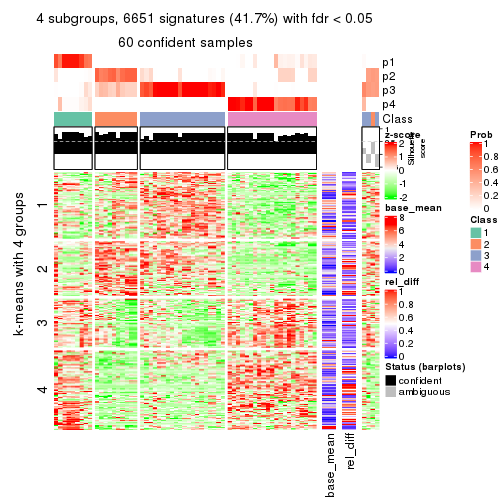 4 subgroups, 6651 signatures (41.7%) with fdr < 0.05
60 confident samples
p1
p2
p3
p4
Class
1
Silhouette
score
k-means with 4 groups
1
2
3
4
base_mean
rel_diff
z-score
2
1
0
-2
base_mean
8
6
4
2
0
rel_diff
1
0.8
0.6
0.4
0.2
0
Status (barplots)
confident
ambiguous
Prob
1
0.8
0.6
0.4
0.2
0
Class
1
2
3
4